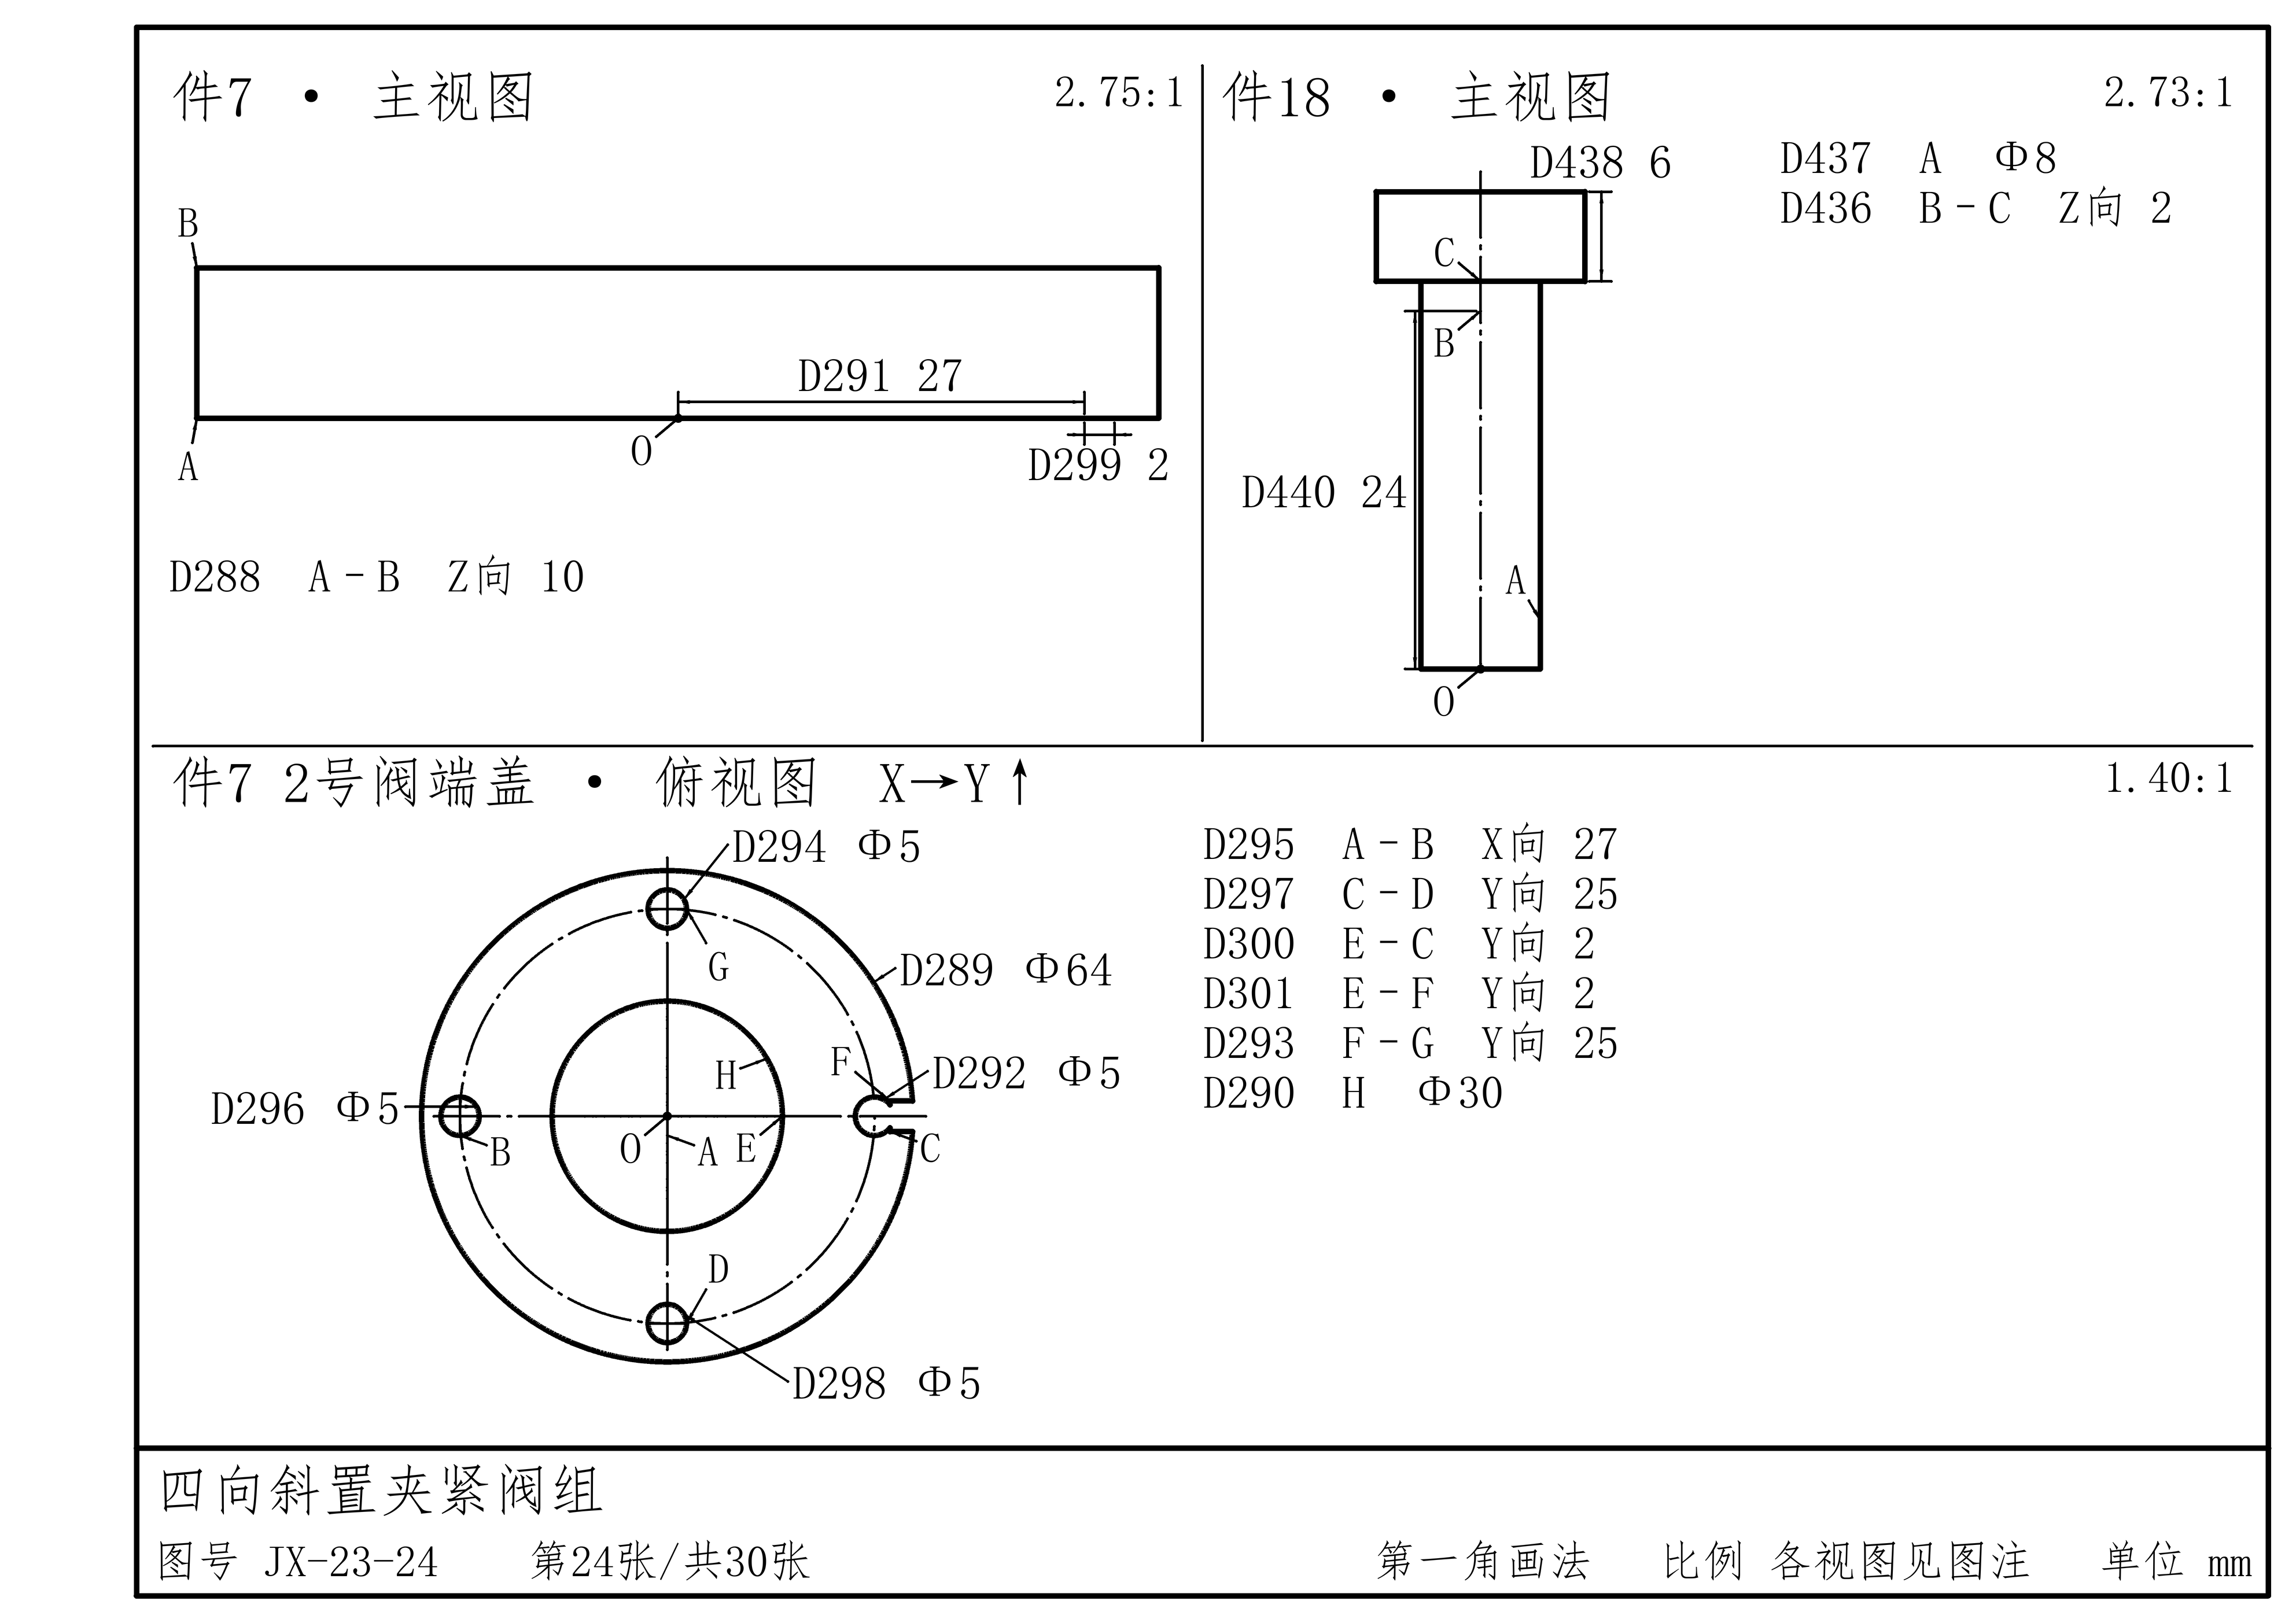 件7 • 主视图 2.75:1
B
D291 27
O
A
D299 2
D288 A-B Z向 10
件18 • 主视图 2.73:1
D438 6
D437 A Φ8
D436 B-C Z向 2
C
B
D440 24
A
O
件7 2号阀端盖 • 俯视图 X→Y↑ 1.40:1
D294 Φ5
G
D289 Φ64
H
F
D292 Φ5
D296 Φ5
B
O
A
E
C
D
D298 Φ5
D295 A-B X向 27
D297 C-D Y向 25
D300 E-C Y向 2
D301 E-F Y向 2
D293 F-G Y向 25
D290 H Φ30
四向斜置夹紧阀组
图号 JX-23-24 第24张/共30张 第一角画法 比例 各视图见图注 单位 mm